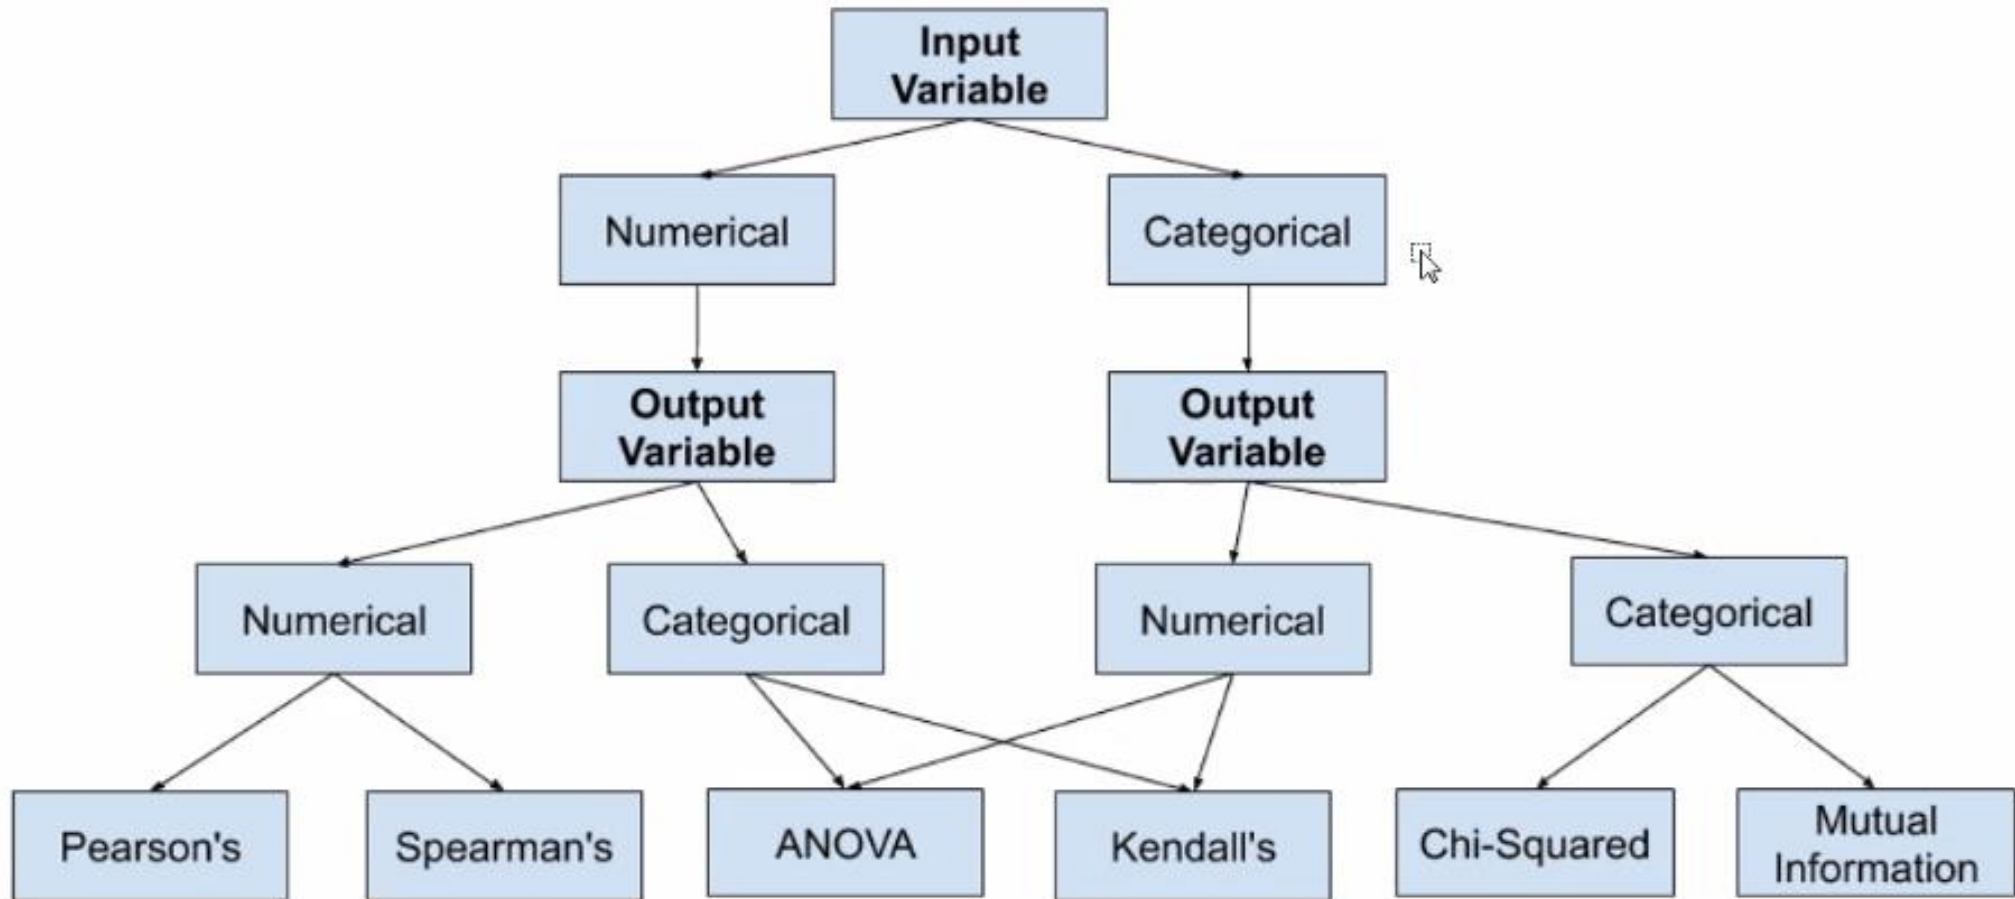 Input
Variable
Numerical
Categorical
Output
Variable
Output
Variable
Numerical
Categorical
Numerical
Categorical
Pearson's
Spearman's
ANOVA
Kendall's
Chi-Squared
Mutual
Information